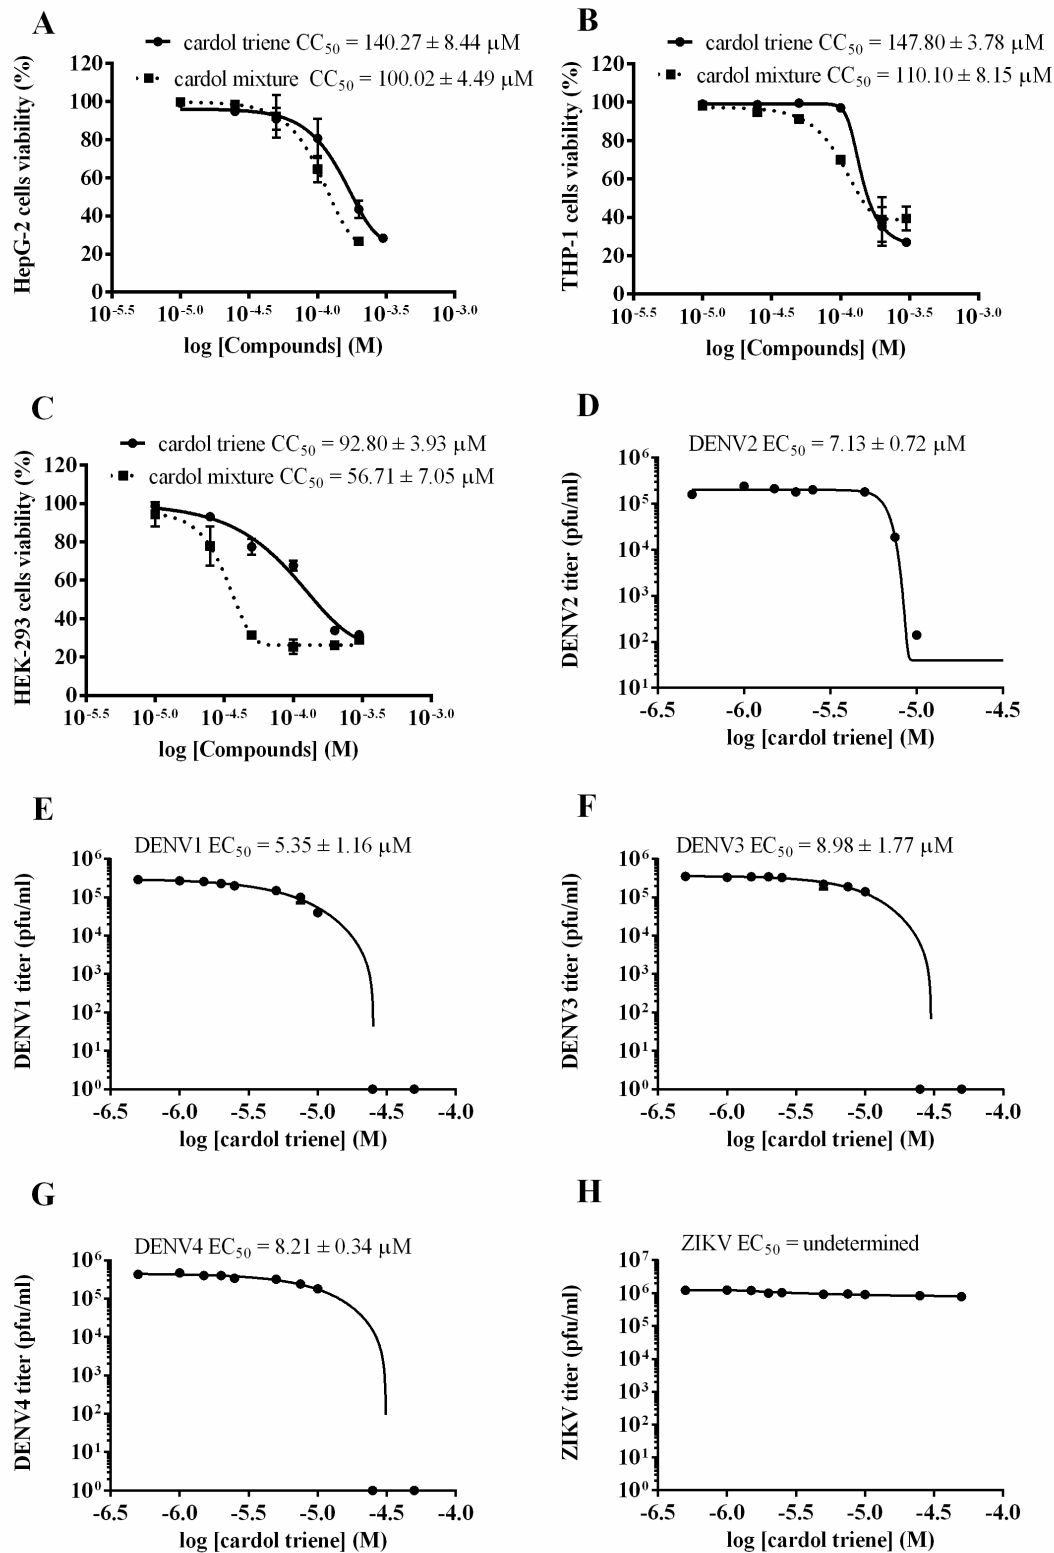 A
cardol triene CC50 = 140.27 ± 8.44 µM
cardol mixture CC50 = 100.02 ± 4.49 µM
HepG-2 cells viability (%)
120
100
80
60
40
20
0
10-5.5 10-5.0 10-4.5 10-4.0 10-3.5 10-3.0
log [Compounds] (M)
B
cardol triene CC50 = 147.80 ± 3.78 µM
cardol mixture CC50 = 110.10 ± 8.15 µM
THP-1 cells viability (%)
120
100
80
60
40
20
0
10-5.5 10-5.0 10-4.5 10-4.0 10-3.5 10-3.0
log [Compounds] (M)
C
cardol triene CC50 = 92.80 ± 3.93 µM
cardol mixture CC50 = 56.71 ± 7.05 µM
HEK-293 cells viability (%)
120
100
80
60
40
20
0
10-5.5 10-5.0 10-4.5 10-4.0 10-3.5 10-3.0
log [Compounds] (M)
D
DENV2 EC50 = 7.13 ± 0.72 µM
DENV2 titer (pfu/ml)
106
105
104
103
102
101
-6.5 -6.0 -5.5 -5.0 -4.5
log [cardol triene] (M)
E
DENV1 EC50 = 5.35 ± 1.16 µM
DENV1 titer (pfu/ml)
106
105
104
103
102
101
100
-6.5 -6.0 -5.5 -5.0 -4.5 -4.0
log [cardol triene] (M)
F
DENV3 EC50 = 8.98 ± 1.77 µM
DENV3 titer (pfu/ml)
106
105
104
103
102
101
100
-6.5 -6.0 -5.5 -5.0 -4.5 -4.0
log [cardol triene] (M)
G
DENV4 EC50 = 8.21 ± 0.34 µM
DENV4 titer (pfu/ml)
106
105
104
103
102
101
100
-6.5 -6.0 -5.5 -5.0 -4.5 -4.0
log [cardol triene] (M)
H
ZIKV EC50 = undetermined
ZIKV titer (pfu/ml)
107
106
105
104
103
102
101
100
-6.5 -6.0 -5.5 -5.0 -4.5 -4.0
log [cardol triene] (M)